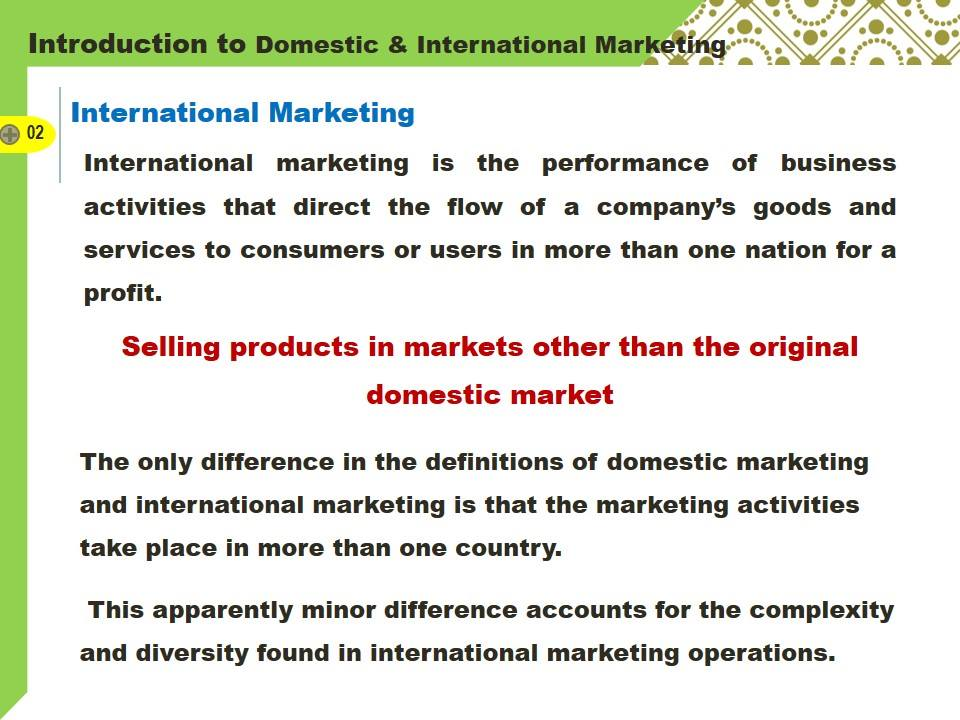 Introduction to Domestic & International Marketing
International Marketing
02
International marketing is the performance of business
activities that direct the flow of a company’s goods and
services to consumers or users in more than one nation for a
profit.
Selling products in markets other than the original
domestic market
The only difference in the definitions of domestic marketing
and international marketing is that the marketing activities
take place in more than one country.
This apparently minor difference accounts for the complexity
and diversity found in international marketing operations.